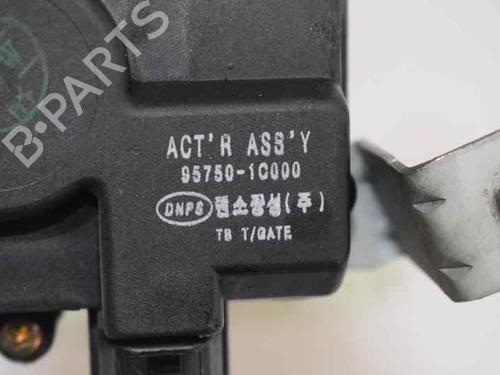 B-PARTS
ACT'R ASS'Y
95750-1C000
DNPS 덴소풍성(주)
TB T/GATE